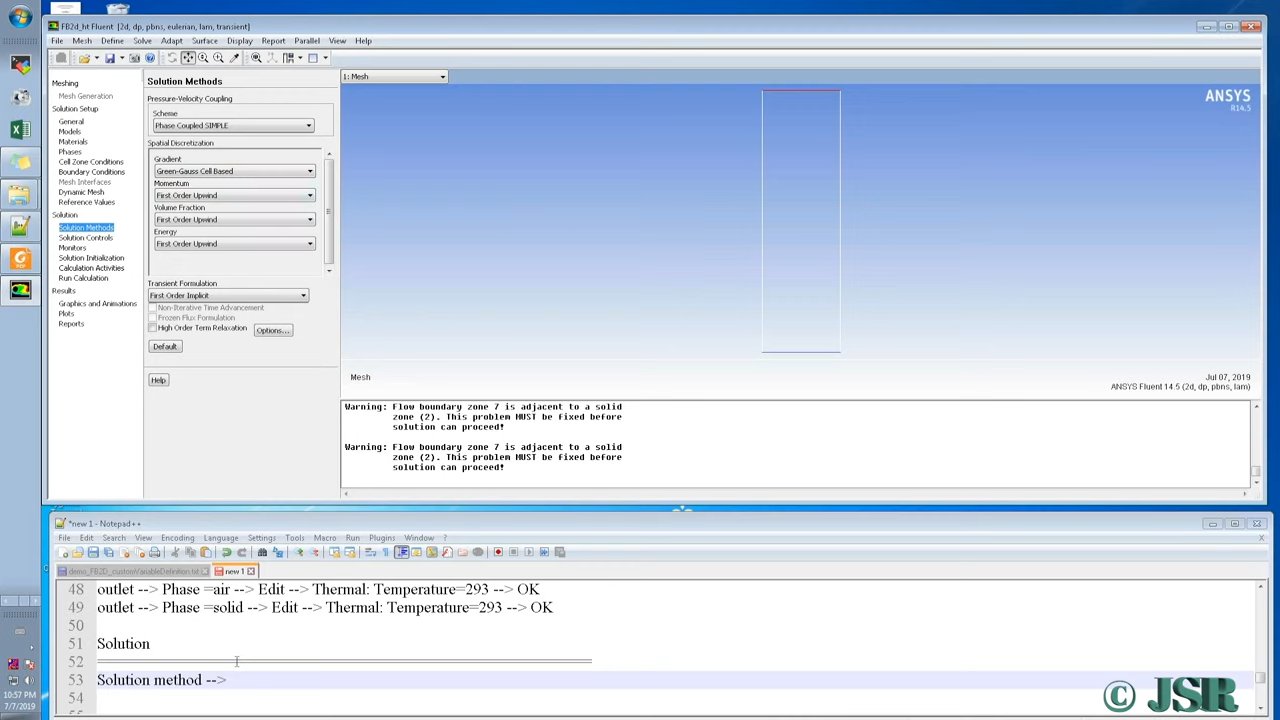 FB2d_ht Fluent [2d, dp, pbns, eulerian, lam, transient]
File Mesh Define Solve Adapt Surface Display Report Parallel View Help
Meshing
Mesh Generation
Solution Setup
General
Models
Materials
Phases
Cell Zone Conditions
Boundary Conditions
Mesh Interfaces
Dynamic Mesh
Reference Values
Solution
Solution Methods
Solution Controls
Monitors
Solution Initialization
Calculation Activities
Run Calculation
Results
Graphics and Animations
Plots
Reports
Solution Methods
Pressure-Velocity Coupling
Scheme
Phase Coupled SIMPLE
Spatial Discretization
Gradient
Green-Gauss Cell Based
Momentum
First Order Upwind
Volume Fraction
First Order Upwind
Energy
First Order Upwind
Transient Formulation
First Order Implicit
Non-Iterative Time Advancement
Frozen Flux Formulation
High Order Term Relaxation Options...
Default
Help
1: Mesh
ANSYS
R14.5
Mesh
Jul 07, 2019
ANSYS Fluent 14.5 (2d, dp, pbns, lam)
Warning: Flow boundary zone 7 is adjacent to a solid
zone (2). This problem MUST be fixed before
solution can proceed!
Warning: Flow boundary zone 7 is adjacent to a solid
zone (2). This problem MUST be fixed before
solution can proceed!
*new 1 - Notepad++
File Edit Search View Encoding Language Settings Tools Macro Run Plugins Window ?
X
demo_FB2D_customVariableDefinition.txt new 1
48 outlet --> Phase =air --> Edit --> Thermal: Temperature=293 --> OK
49 outlet --> Phase =solid --> Edit --> Thermal: Temperature=293 --> OK
50
51 Solution
52 ==================================================
53 Solution method -->
54
10:57 PM
7/7/2019
© JSR